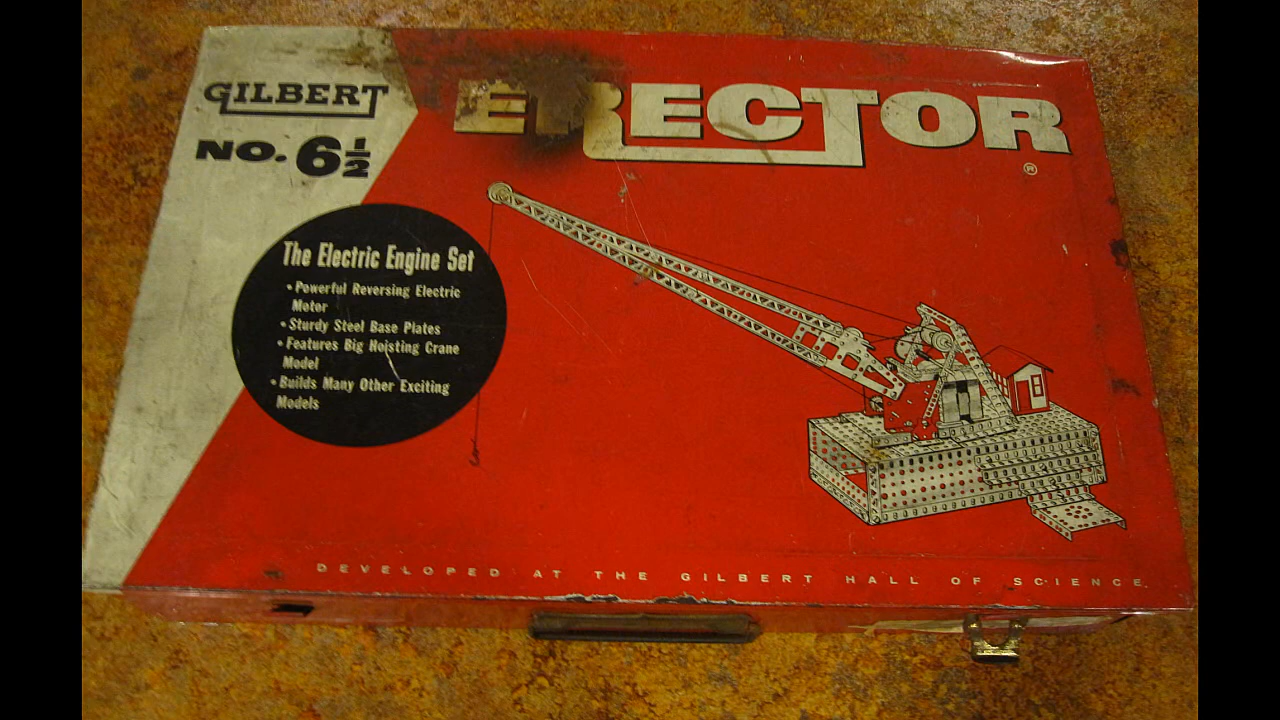 GILBERT
NO. 6½
ERECTOR
®
The Electric Engine Set
• Powerful Reversing Electric
Motor
• Sturdy Steel Base Plates
• Features Big Hoisting Crane
Model
• Builds Many Other Exciting
Models
DEVELOPED AT THE GILBERT HALL OF SCIENCE.